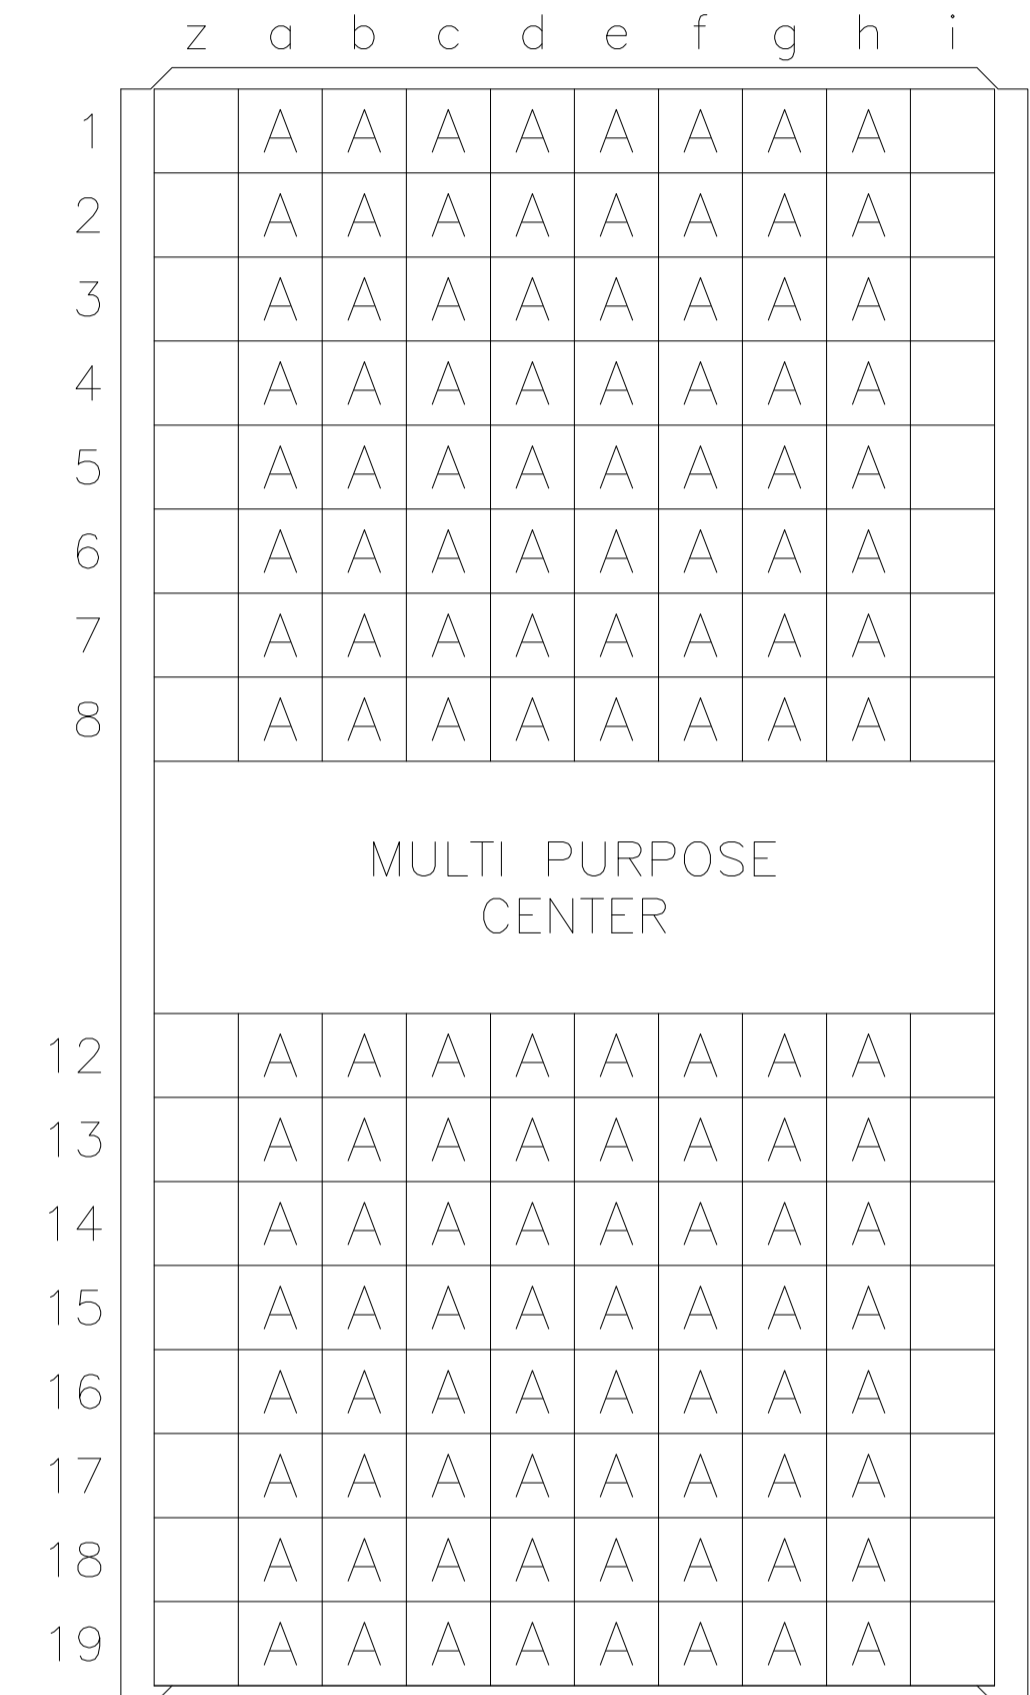 z a b c d e f g h i
1 A A A A A A A A
2 A A A A A A A A
3 A A A A A A A A
4 A A A A A A A A
5 A A A A A A A A
6 A A A A A A A A
7 A A A A A A A A
8 A A A A A A A A
MULTI PURPOSE
CENTER
12 A A A A A A A A
13 A A A A A A A A
14 A A A A A A A A
15 A A A A A A A A
16 A A A A A A A A
17 A A A A A A A A
18 A A A A A A A A
19 A A A A A A A A